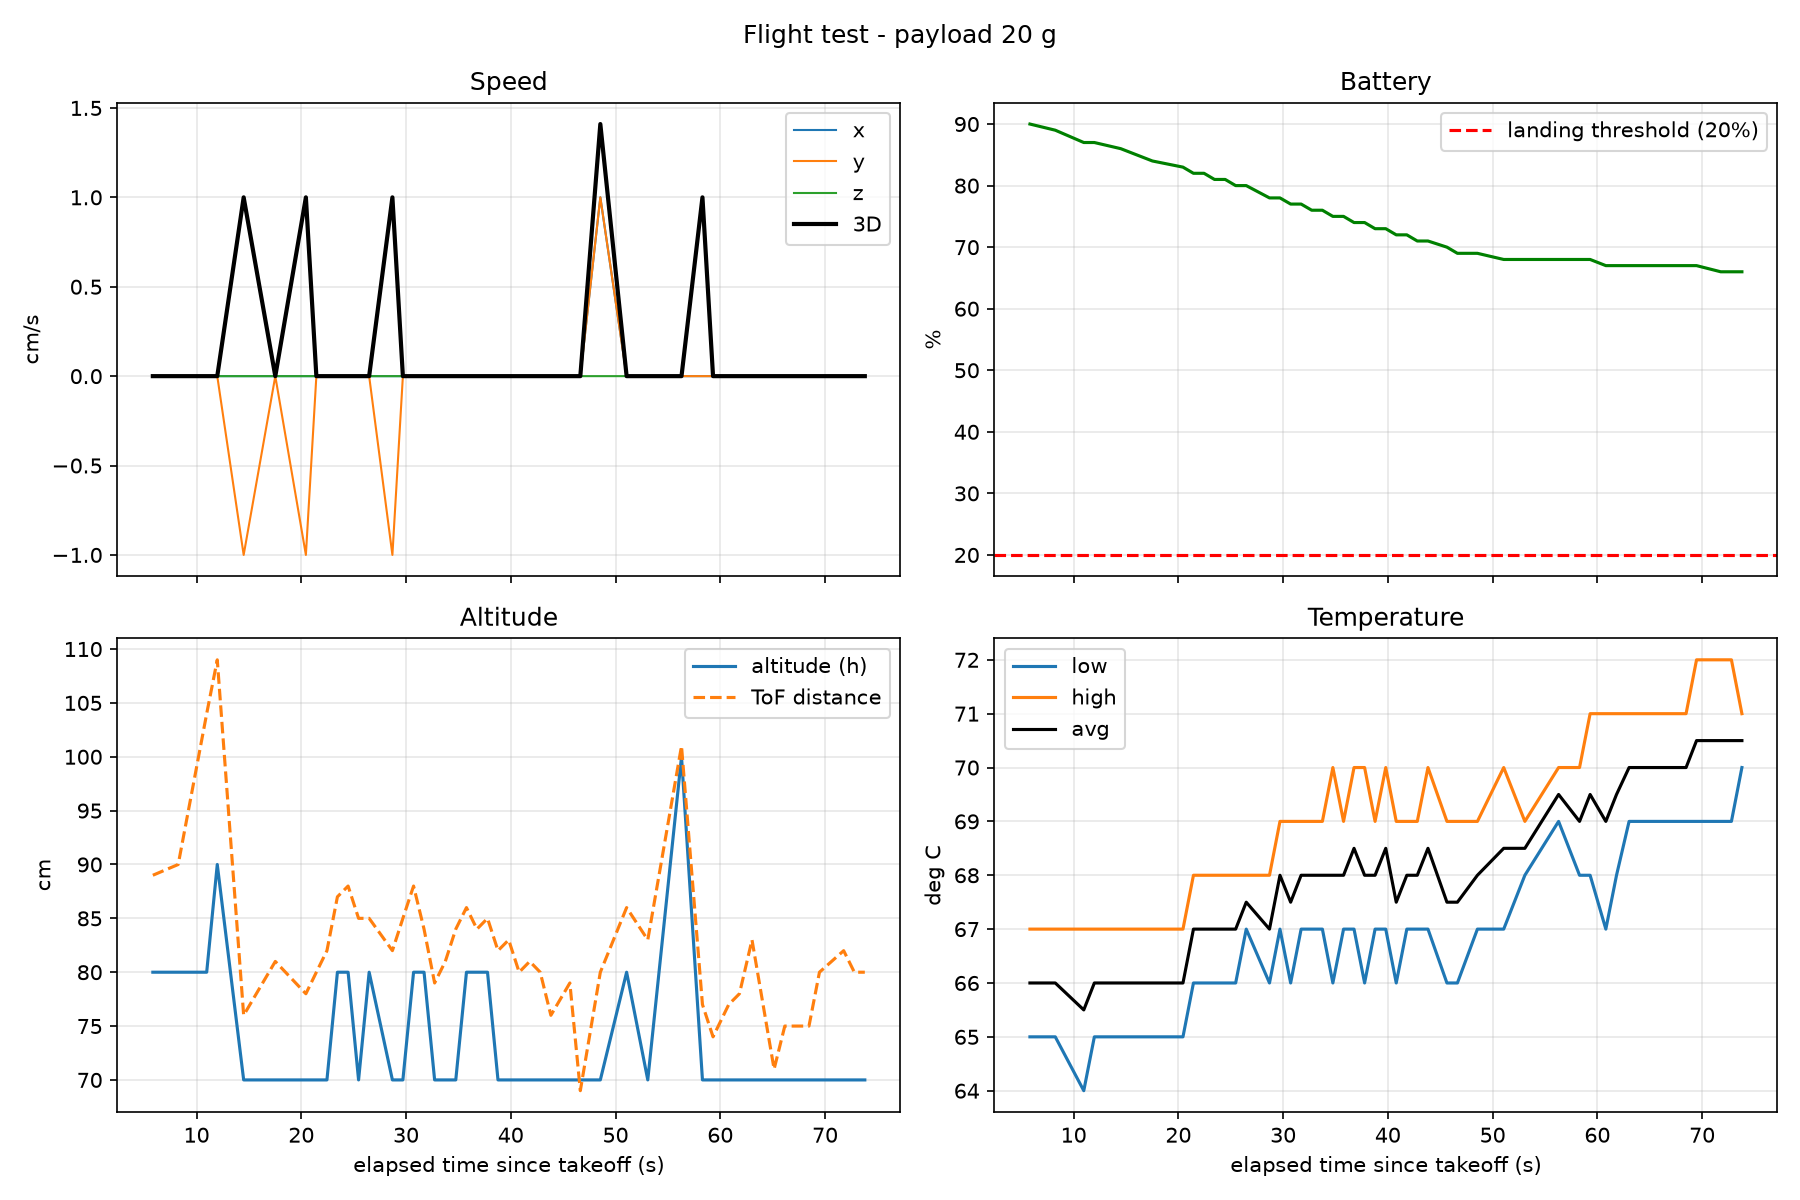 Flight test - payload 20 g
Speed
1.5
1.0
0.5
0.0
−0.5
−1.0
cm/s
x
y
z
3D
Battery
90
80
70
60
50
40
30
20
%
landing threshold (20%)
Altitude
110
105
100
95
90
85
80
75
70
cm
altitude (h)
ToF distance
10 20 30 40 50 60 70
elapsed time since takeoff (s)
Temperature
72
71
70
69
68
67
66
65
64
deg C
low
high
avg
10 20 30 40 50 60 70
elapsed time since takeoff (s)